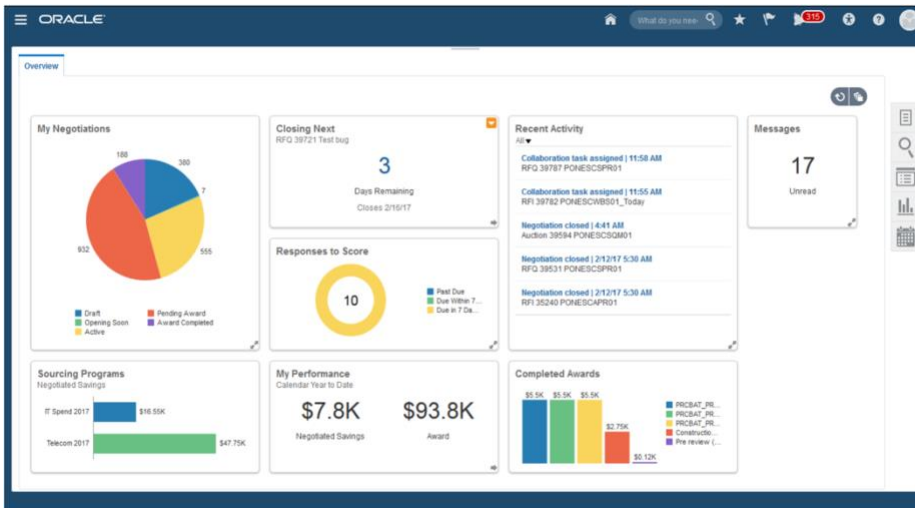 ORACLE
What do you nee
315
Overview
My Negotiations
188
380
7
555
932
Draft
Opening Soon
Active
Pending Award
Award Completed
Closing Next
RFQ 39721 Test bug
3
Days Remaining
Closes 2/16/17
Responses to Score
10
Past Due
Due Within 7...
Due in 7 Da...
Recent Activity
All
Collaboration task assigned | 11:58 AM
RFQ 39787 PONESCSPR01
Collaboration task assigned | 11:55 AM
RFI 39782 PONESCWBS01_Today
Negotiation closed | 4:41 AM
Auction 39594 PONESCSQM01
Negotiation closed | 2/12/17 5:30 AM
RFQ 39531 PONESCSPR01
Negotiation closed | 2/12/17 5:30 AM
RFI 35240 PONESCAPR01
Messages
17
Unread
Sourcing Programs
Negotiated Savings
IT Spend 2017
$16.55K
Telecom 2017
$47.75K
My Performance
Calendar Year to Date
$7.8K
Negotiated Savings
$93.8K
Award
Completed Awards
$5.5K $5.5K $5.5K
$2.75K
$0.12K
PRCBAT_PR...
PRCBAT_PR...
PRCBAT_PR...
Constructio...
Pre review (...